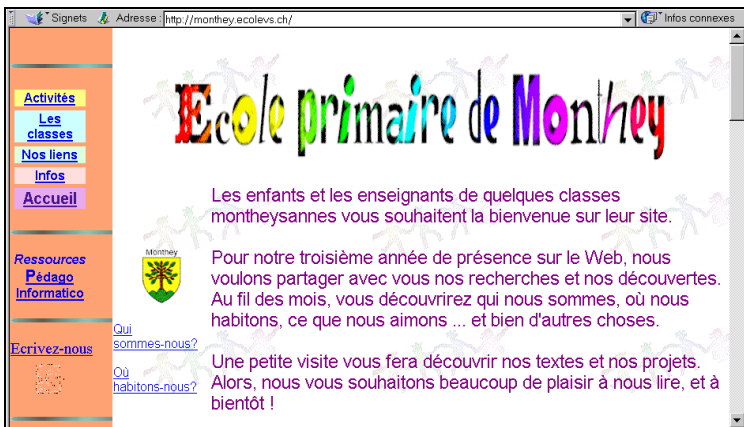 Signets Adresse : http://monthey.ecolevs.ch/ Infos connexes
Ecole primaire de Monthey
Activités
Les
classes
Nos liens
Infos
Accueil
Ressources
Pédago
Informatico
Ecrivez-nous
Monthey
Qui
sommes-nous?
Où
habitons-nous?
Les enfants et les enseignants de quelques classes
montheysannes vous souhaitent la bienvenue sur leur site.
Pour notre troisième année de présence sur le Web, nous
voulons partager avec vous nos recherches et nos découvertes.
Au fil des mois, vous découvrirez qui nous sommes, où nous
habitons, ce que nous aimons ... et bien d'autres choses.
Une petite visite vous fera découvrir nos textes et nos projets.
Alors, nous vous souhaitons beaucoup de plaisir à nous lire, et à
bientôt !